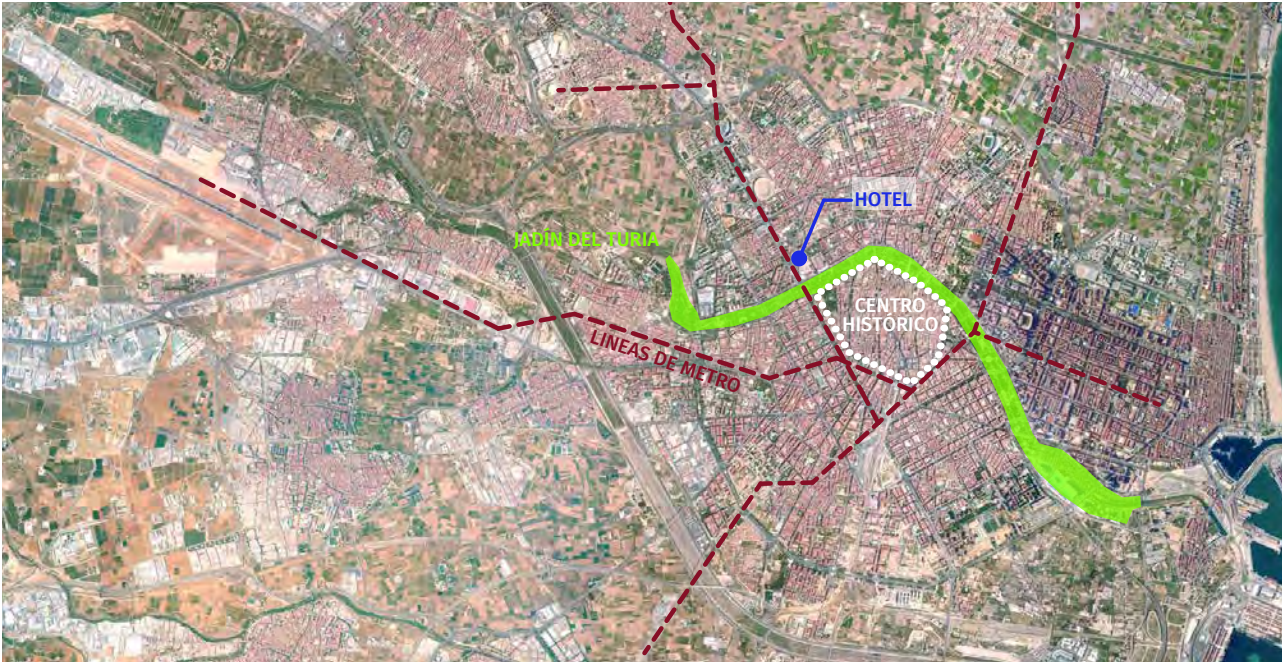 HOTEL
JADÍN DEL TURIA
CENTRO
HISTÓRICO
LÍNEAS DE METRO